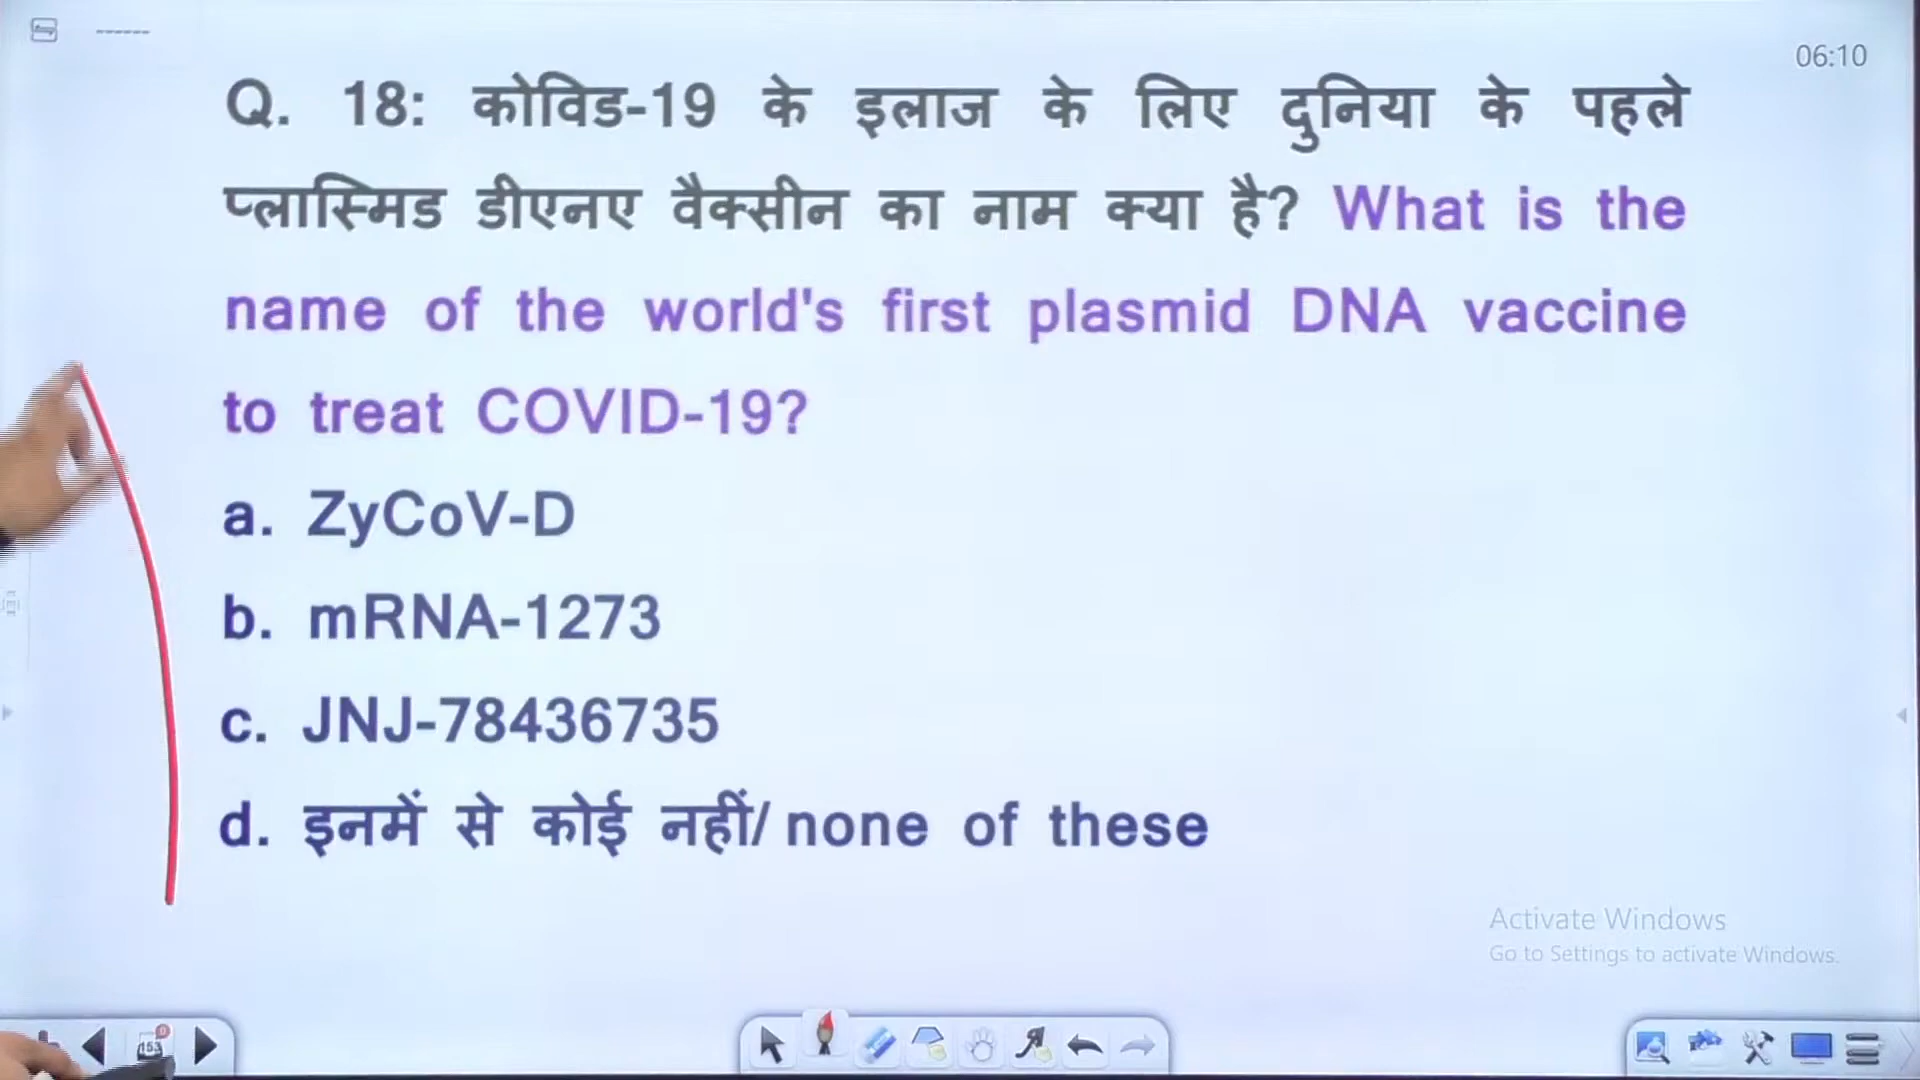 06:10
Q. 18: कोविड-19 के इलाज के लिए दुनिया के पहले
प्लास्मिड डीएनए वैक्सीन का नाम क्या है? What is the
name of the world's first plasmid DNA vaccine
to treat COVID-19?
a. ZyCoV-D
b. mRNA-1273
c. JNJ-78436735
d. इनमें से कोई नहीं/ none of these
Activate Windows
Go to Settings to activate Windows.
153